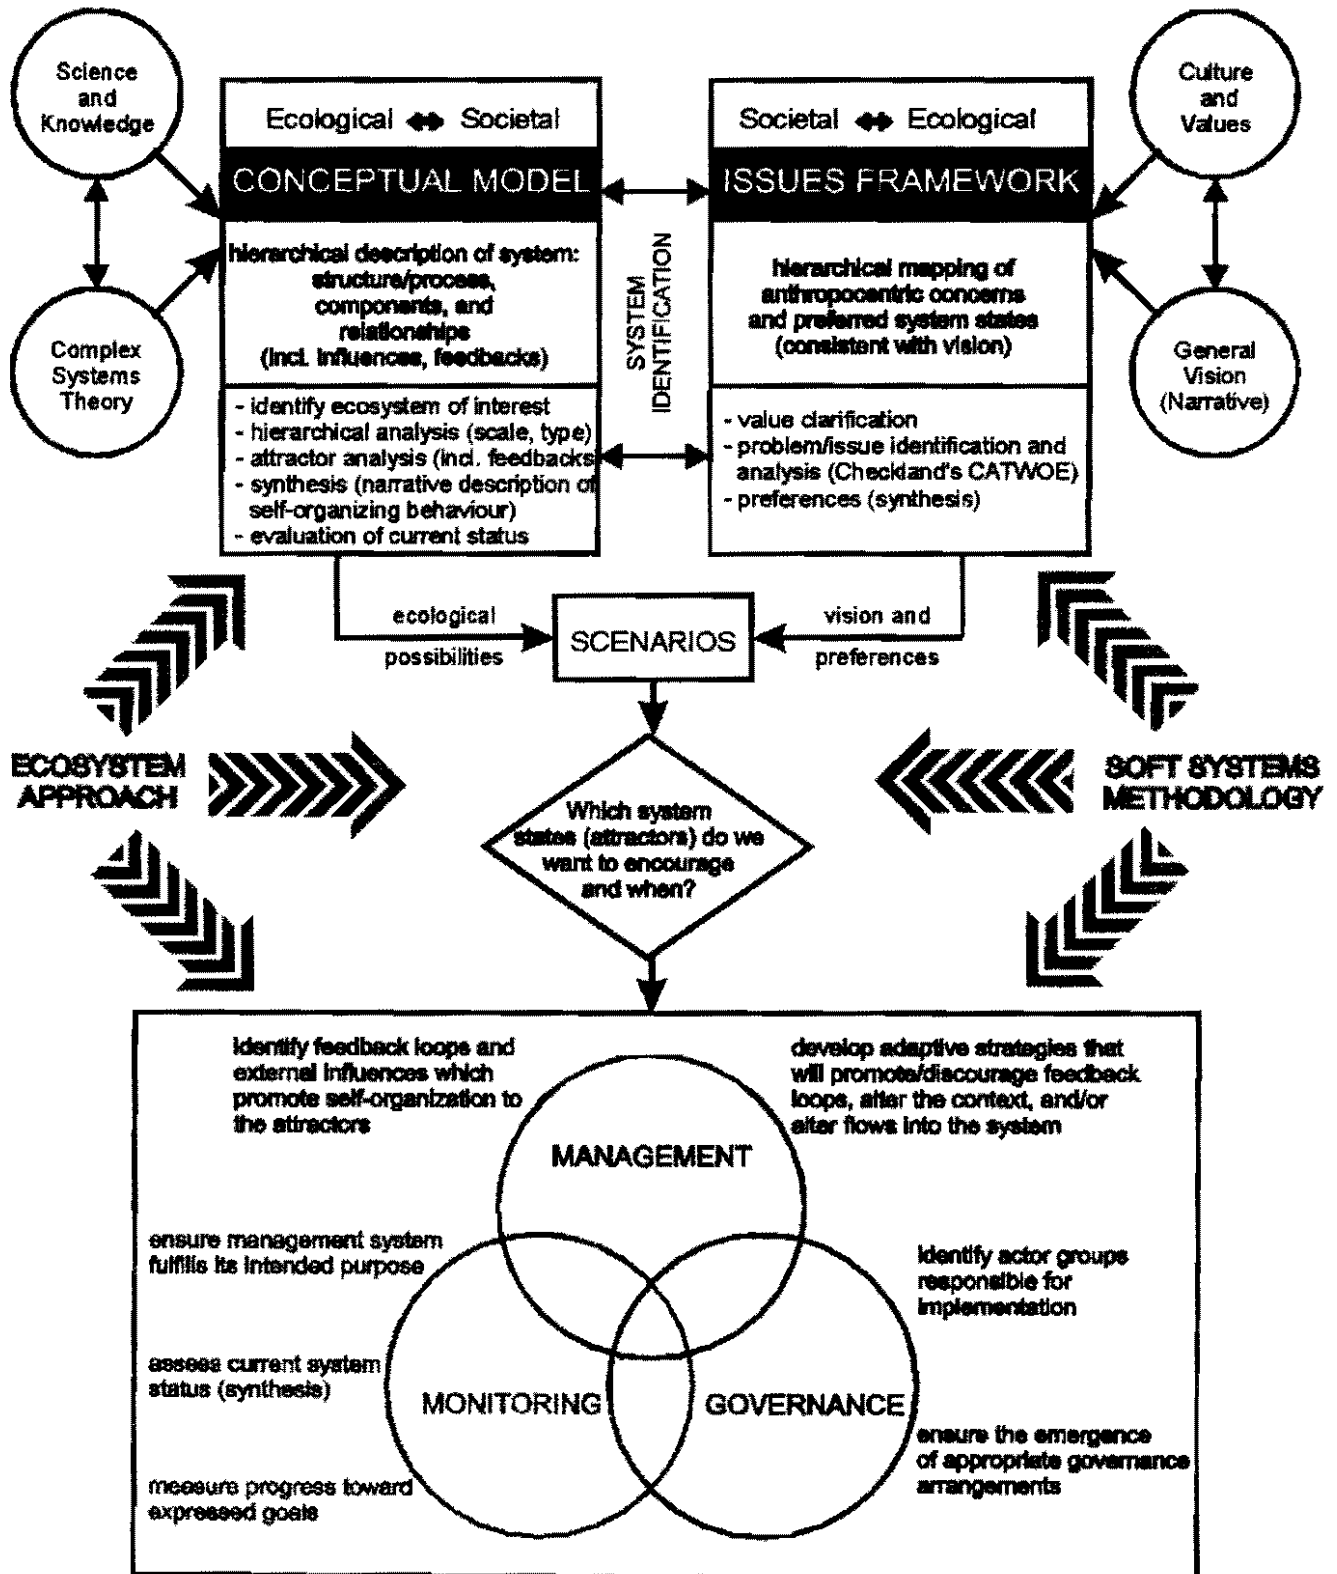 Science
and
Knowledge
Complex
Systems
Theory
Ecological Societal
CONCEPTUAL MODEL
hierarchical description of system:
structure/process,
components, and
relationships
(incl. influences, feedbacks)
- identify ecosystem of interest
- hierarchical analysis (scale, type)
- attractor analysis (incl. feedbacks
- synthesis (narrative description of
self-organizing behaviour)
- evaluation of current status
SYSTEM
IDENTIFICATION
Societal Ecological
ISSUES FRAMEWORK
hierarchical mapping of
anthropocentric concerns
and preferred system states
(consistent with vision)
- value clarification
- problem/issue identification and
analysis (Checkland's CATWOE)
- preferences (synthesis)
Culture
and
Values
General
Vision
(Narrative)
ecological
possibilities
SCENARIOS
vision and
preferences
ECOSYSTEM
APPROACH
Which system
states (attractors) do we
want to encourage
and when?
SOFT SYSTEMS
METHODOLOGY
identify feedback loops and
external influences which
promote self-organization to
the attractors
develop adaptive strategies that
will promote/discourage feedback
loops, alter the context, and/or
alter flows into the system
MANAGEMENT
ensure management system
fulfills its intended purpose
identify actor groups
responsible for
implementation
assess current system
status (synthesis)
MONITORING
GOVERNANCE
ensure the emergence
of appropriate governance
arrangements
measure progress toward
expressed goals